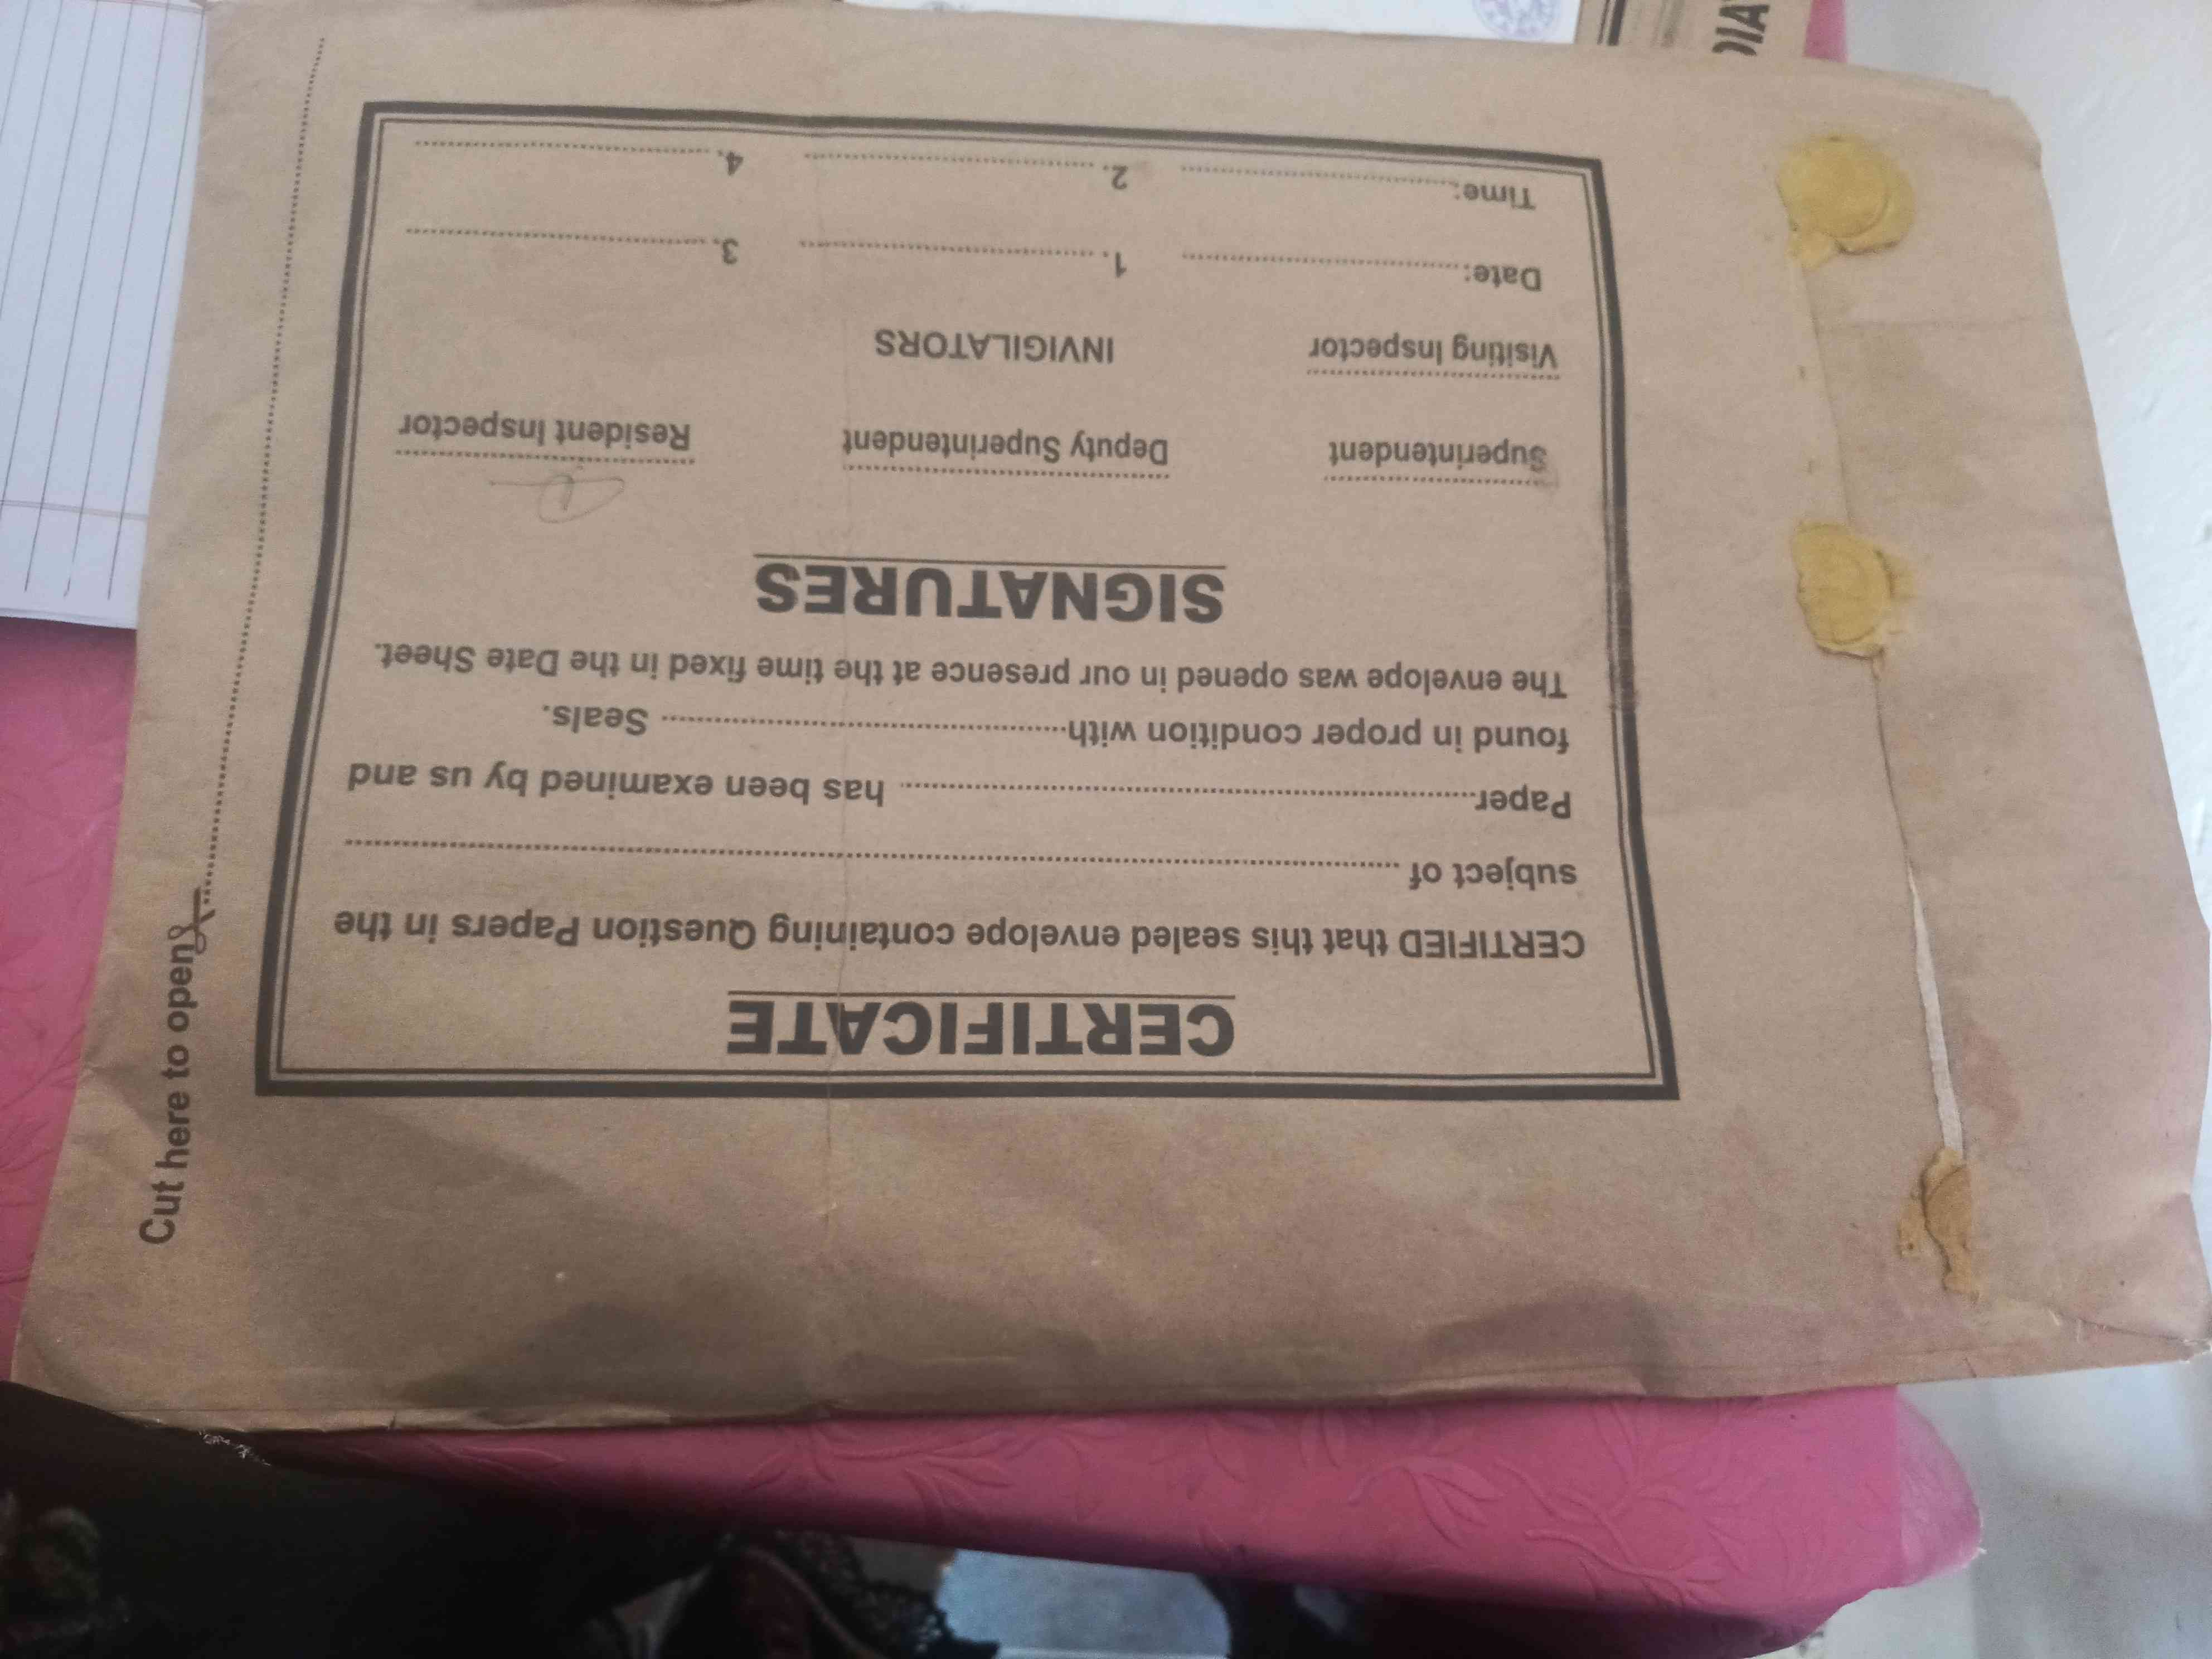 CERTIFICATE
CERTIFIED that this sealed envelope containing Question Papers in the
subject of ........................................
Paper........................................ has been examined by us and
found in proper condition with........................................ Seals.
The envelope was opened in our presence at the time fixed in the Date Sheet.
SIGNATURES
Superintendent Deputy Superintendent Resident Inspector
Visiting Inspector INVIGILATORS
Date:.............................. 1. .............................. 3. ..............................
Time:.............................. 2. .............................. 4. ..............................
Cut here to open